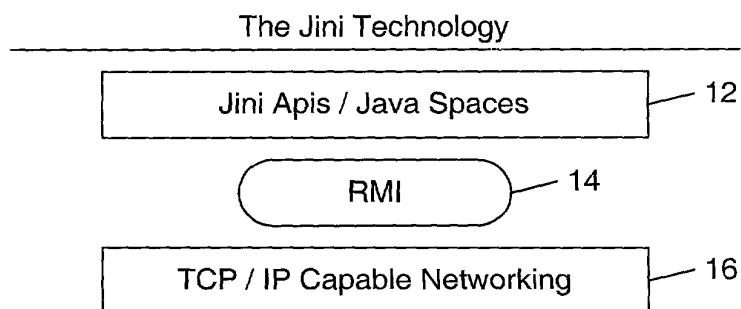 The Jini Technology
Jini Apis / Java Spaces
12
RMI
14
TCP / IP Capable Networking
16